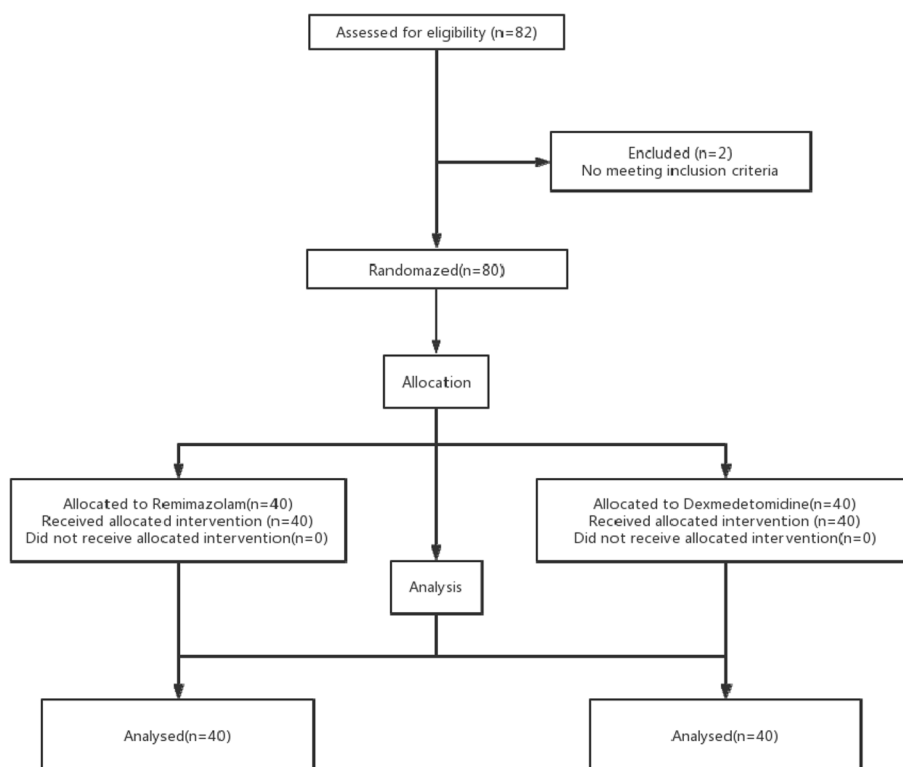 Assessed for eligibility (n=82)
Encluded (n=2)
No meeting inclusion criteria
Randomazed(n=80)
Allocation
Allocated to Remimazolam(n=40)
Received allocated intervention (n=40)
Did not receive allocated intervention(n=0)
Allocated to Dexmedetomidine(n=40)
Received allocated intervention (n=40)
Did not receive allocated intervention(n=0)
Analysis
Analysed(n=40)
Analysed(n=40)